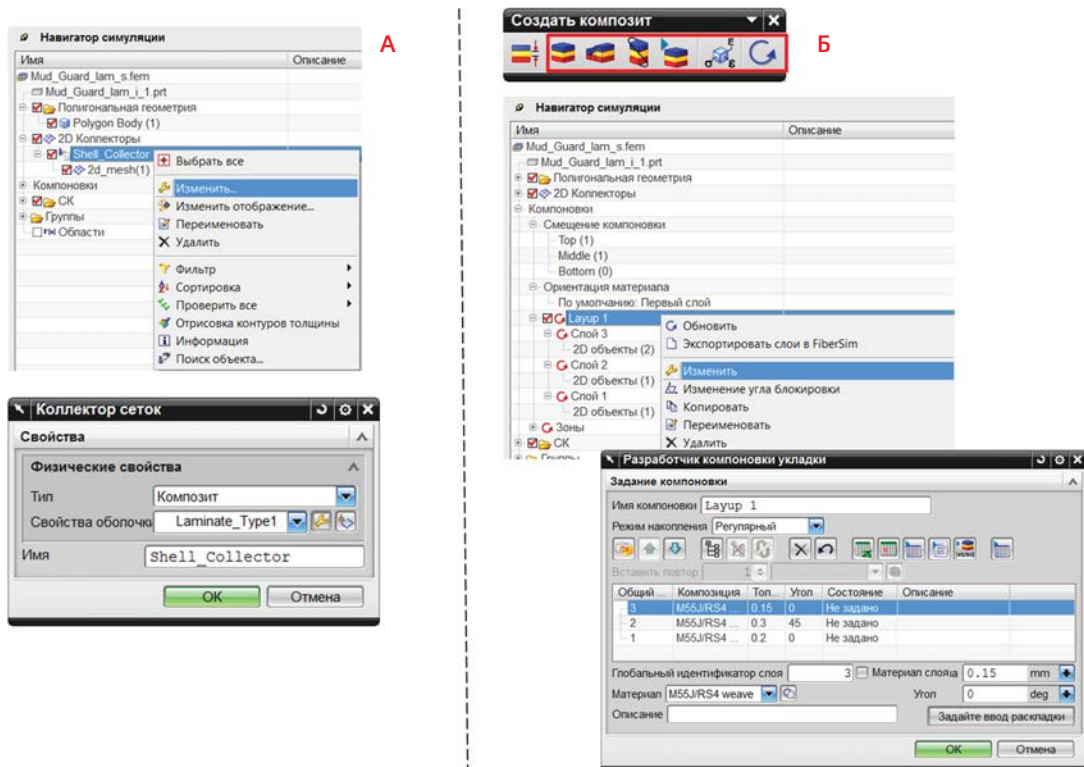 А
Навигатор симуляции
Имя Описание
Mud_Guard_lam_s.fem
Mud_Guard_lam_i_1.prt
Полигональная геометрия
Polygon Body (1)
2D Коллекторы
Shell_Collector
2d_mesh(1)
Компоновки
СК
Группы
Области
Выбрать все
Изменить...
Изменить отображение...
Переименовать
Удалить
Фильтр
Сортировка
Проверить все
Отрисовка контуров толщины
Информация
Поиск объекта...
Коллектор сеток
Свойства
Физические свойства
Тип Композит
Свойства оболочки Laminate_Type1
Имя Shell_Collector
OK Отмена
Создать композит
Б
Навигатор симуляции
Имя Описание
Mud_Guard_lam_s.fem
Mud_Guard_lam_i_1.prt
Полигональная геометрия
2D Коллекторы
Компоновки
Смещение компоновки
Top (1)
Middle (1)
Bottom (0)
Ориентация материала
По умолчанию: Первый слой
Layup 1
Слой 3
2D объекты (2)
Слой 2
2D объекты (1)
Слой 1
2D объекты (1)
Зоны
СК
Группы
Обновить
Экспортировать слои в FiberSim
Изменить
Изменение угла блокировки
Копировать
Переименовать
Удалить
Разработчик компоновки укладки
Задание компоновки
Имя компоновки Layup 1
Режим накопления Регулярный
Вставить повтор 1
Общий ... Композиция Топ... Угол Состояние Описание
3 M55J/RS4 ... 0.15 0 Не задано
2 M55J/RS4 ... 0.3 45 Не задано
1 M55J/RS4 ... 0.2 0 Не задано
Глобальный идентификатор слоя 3 Материал слоя 0.15 mm
Материал M55J/RS4 weave Угол 0 deg
Описание Задайте ввод раскладки
OK Отмена